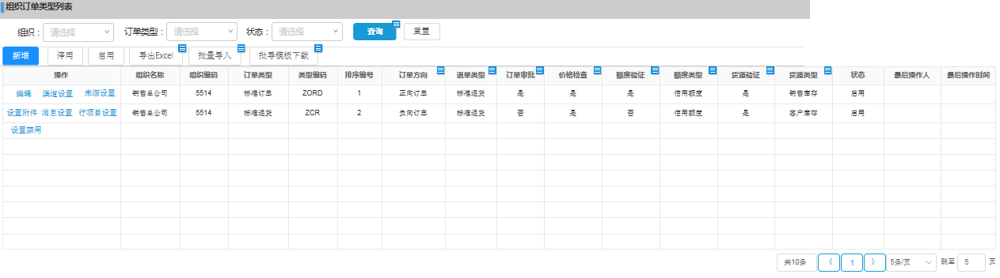 组织订单类型列表
组织： 请选择 订单类型： 请选择 状态： 请选择 查询 重置
新增 停用 启用 导出Excel 批量导入 批导模板下载
操作 组织名称 组织编码 订单类型 类型编码 排序编号 订单方向 退单类型 订单审批 价格检查 额度验证 额度类型 货源验证 货源类型 状态 最后操作人 最后操作时间
编辑 渠道设置 来源设置 销售总公司 5514 标准订单 ZORD 1 正向订单 标准退货 是 是 是 信用额度 是 销售库存 启用
设置附件 消息设置 行项目设置 销售总公司 5514 标准退货 ZCR 2 负向订单 标准退货 否 是 否 信用额度 是 客户库存 启用
设置禁用
共10条 《 1 》 5条/页 跳至 5 页